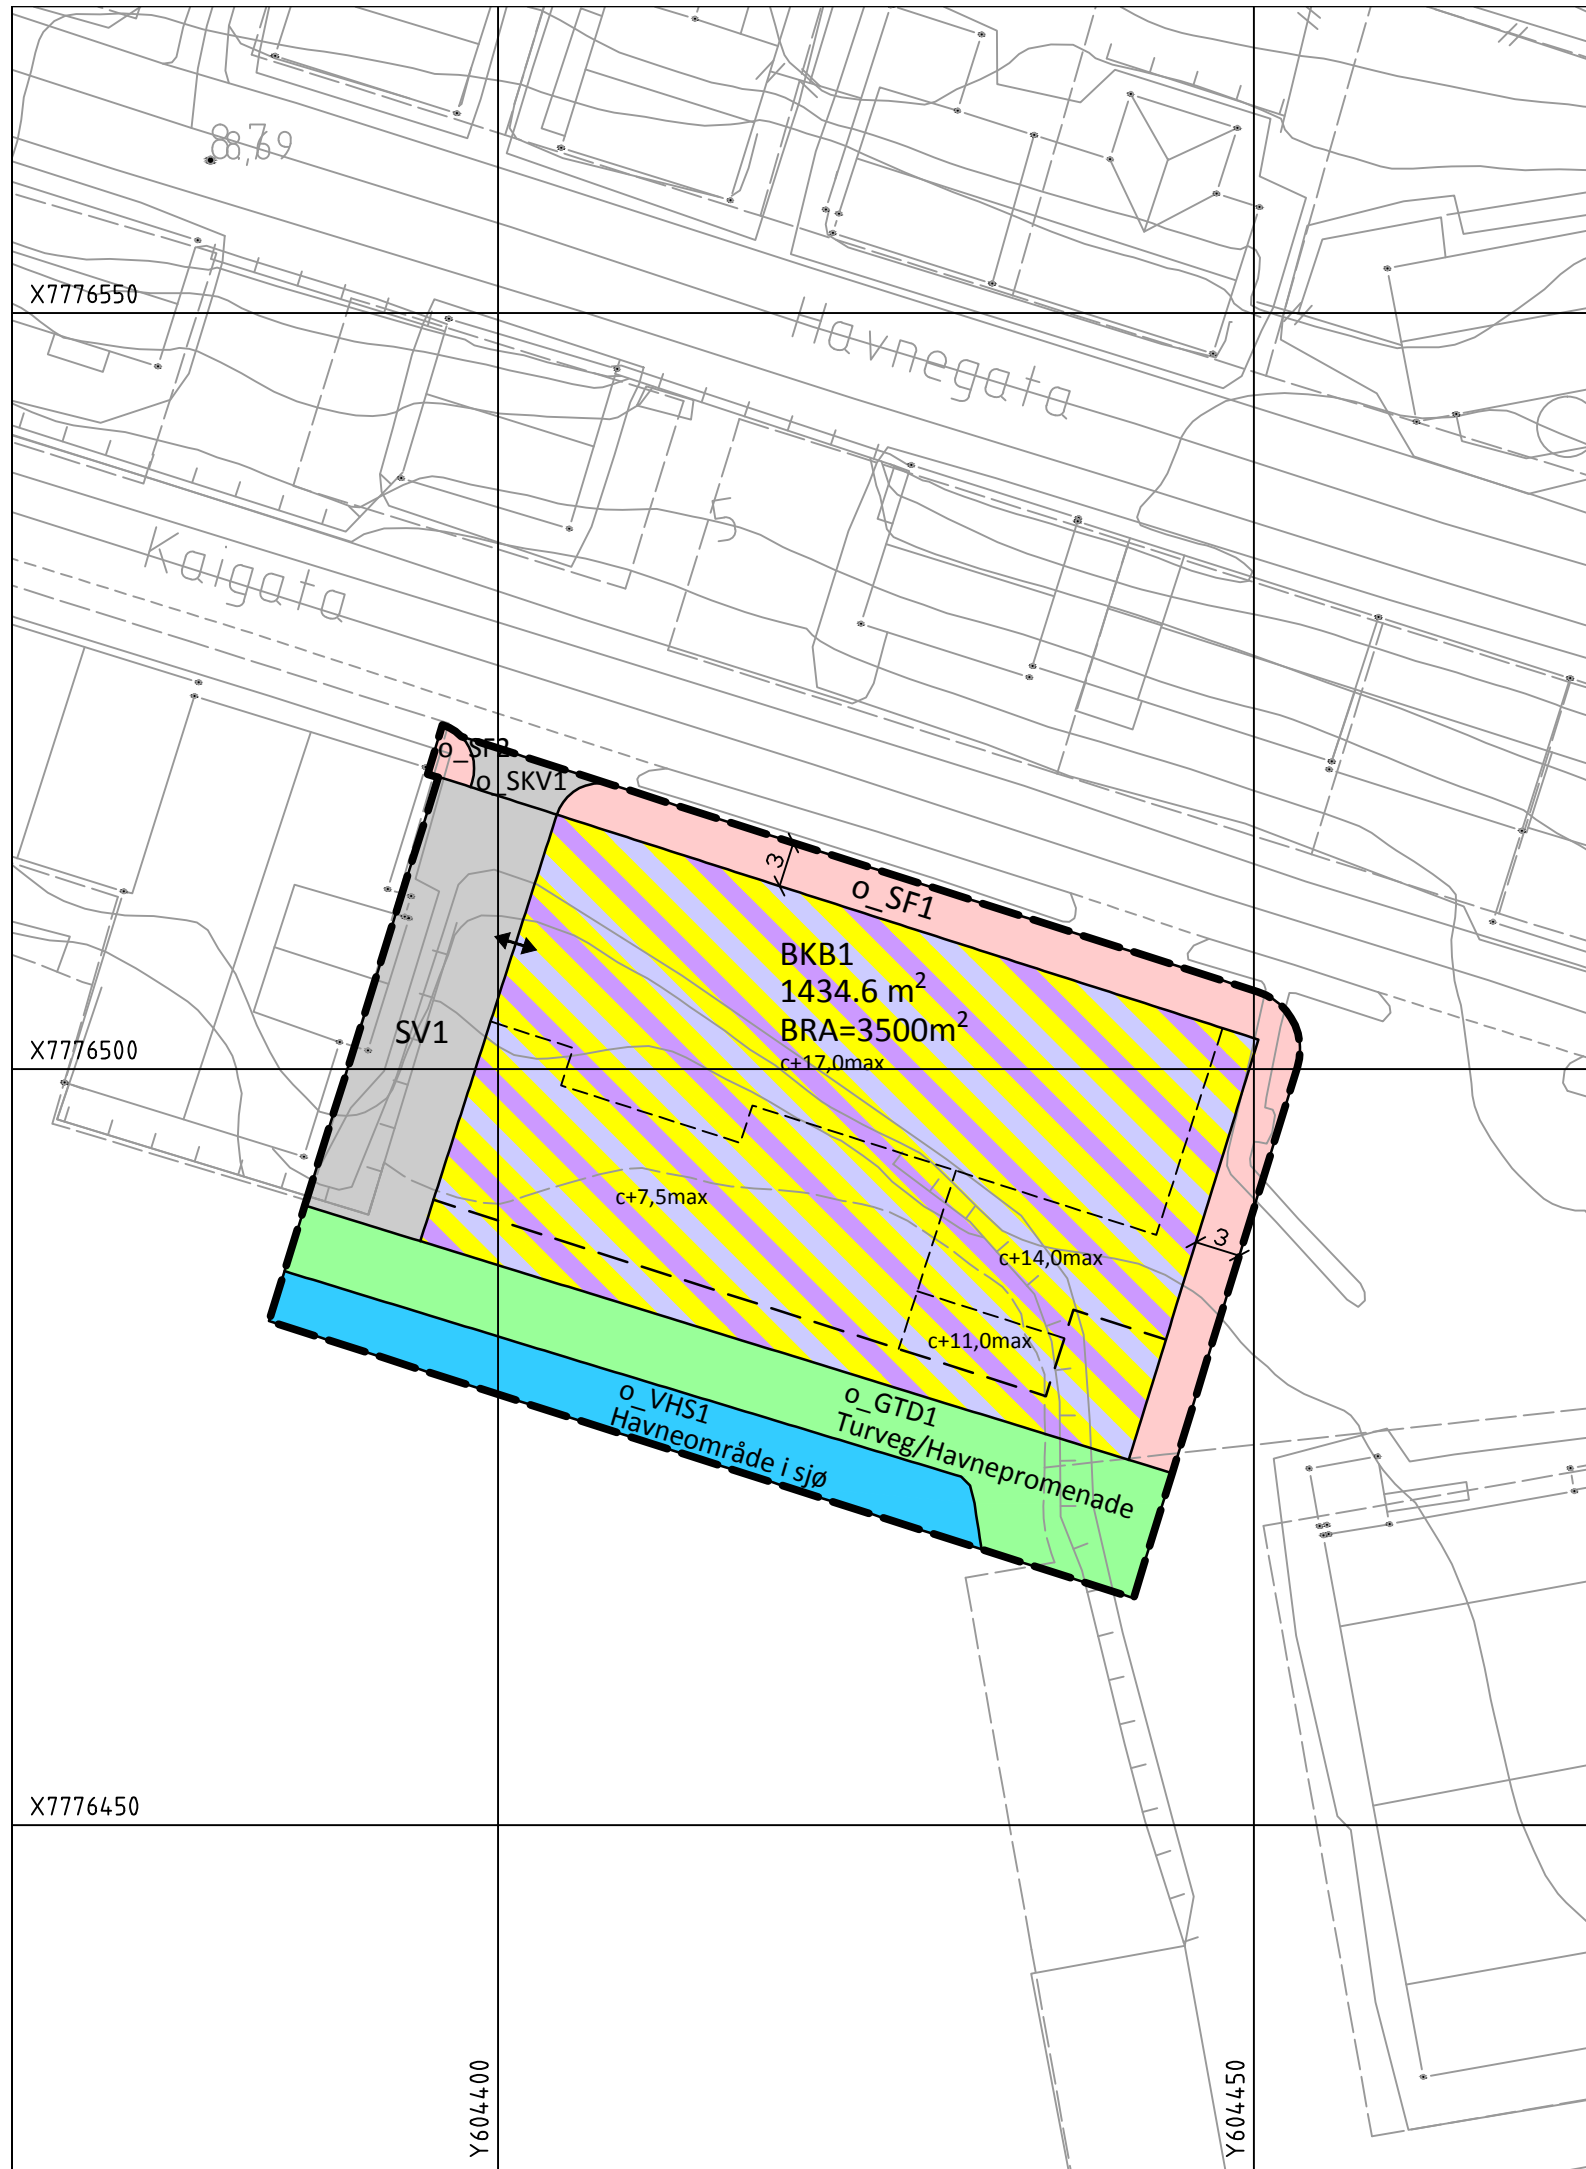 X7776550
Havnegata
5
Kaigata
o_SF2
o_SKV1
3
o_SF1
BKB1
1434.6 m²
BRA=3500m²
c+17,0max
SV1
X7776500
c+7,5max
3
c+14,0max
c+11,0max
o_VHS1
Havneområde i sjø
o_GTD1
Turveg/Havnepromenade
X7776450
Y604400
Y604450